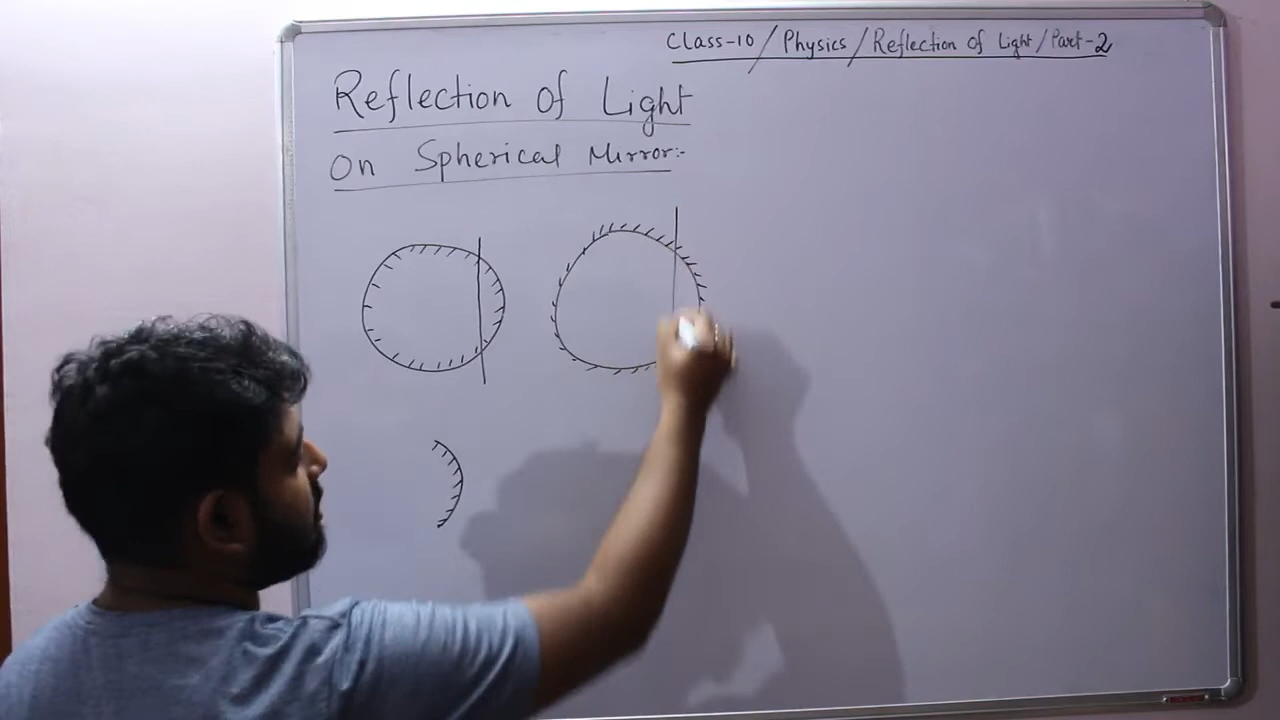 Class-10/Physics/Reflection of Light/Part-2
Reflection of Light
On Spherical Mirror:-